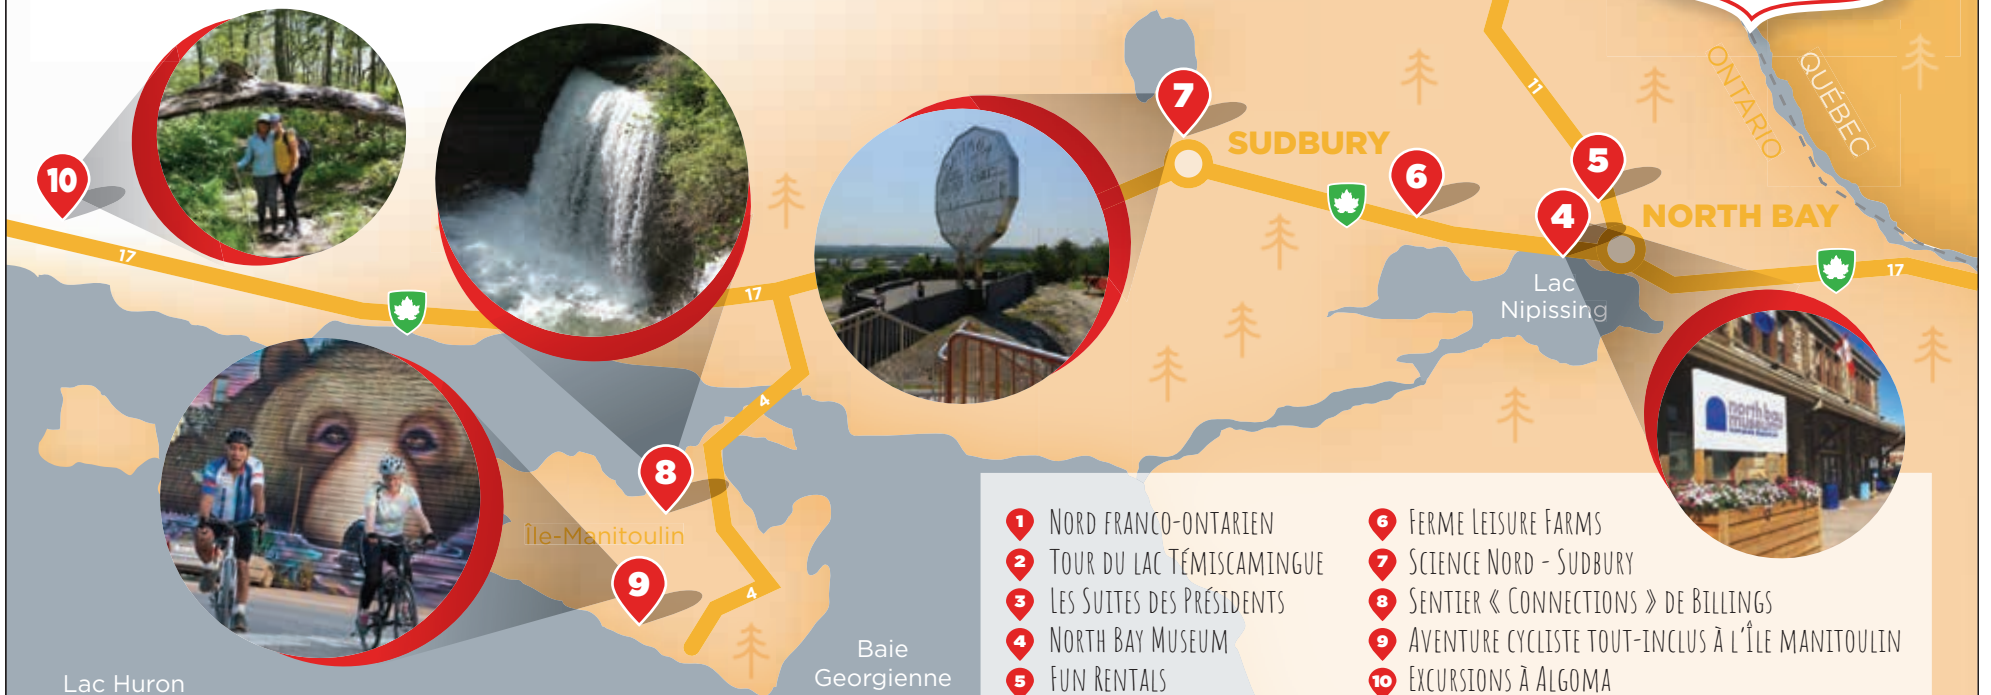 10
17
7
SUDBURY
6
11
5
4
NORTH BAY
ONTARIO
QUÉBEC
17
Lac
Nipissing
17
4
north bay
museum
8
Île-Manitoulin
9
4
Lac Huron
Baie
Georgienne
1 Nord franco-ontarien
2 Tour du lac Témiscamingue
3 Les Suites des Présidents
4 North Bay Museum
5 Fun Rentals
6 Ferme Leisure Farms
7 Science Nord - Sudbury
8 Sentier « Connections » de Billings
9 Aventure cycliste tout-inclus à l'Île manitoulin
10 Excursions à Algoma